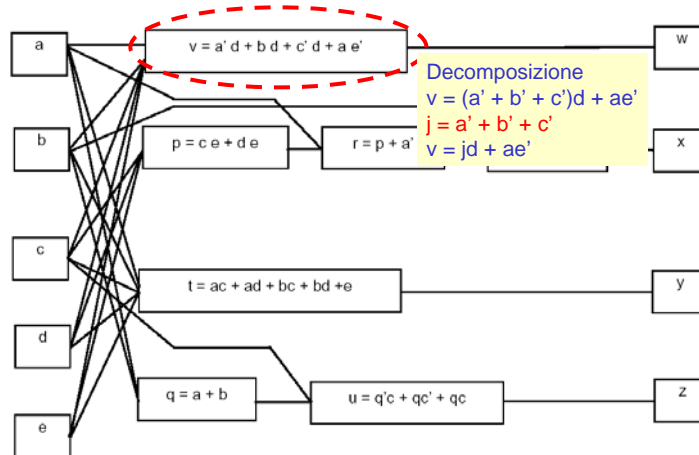 a
v = a' d + b d + c' d + a e'
w
Decomposizione
v = (a' + b' + c')d + ae'
j = a' + b' + c'
v = jd + ae'
b
p = c e + d e
r = p + a'
x
c
t = ac + ad + bc + bd +e
y
d
q = a + b
u = q'c + qc' + qc
z
e